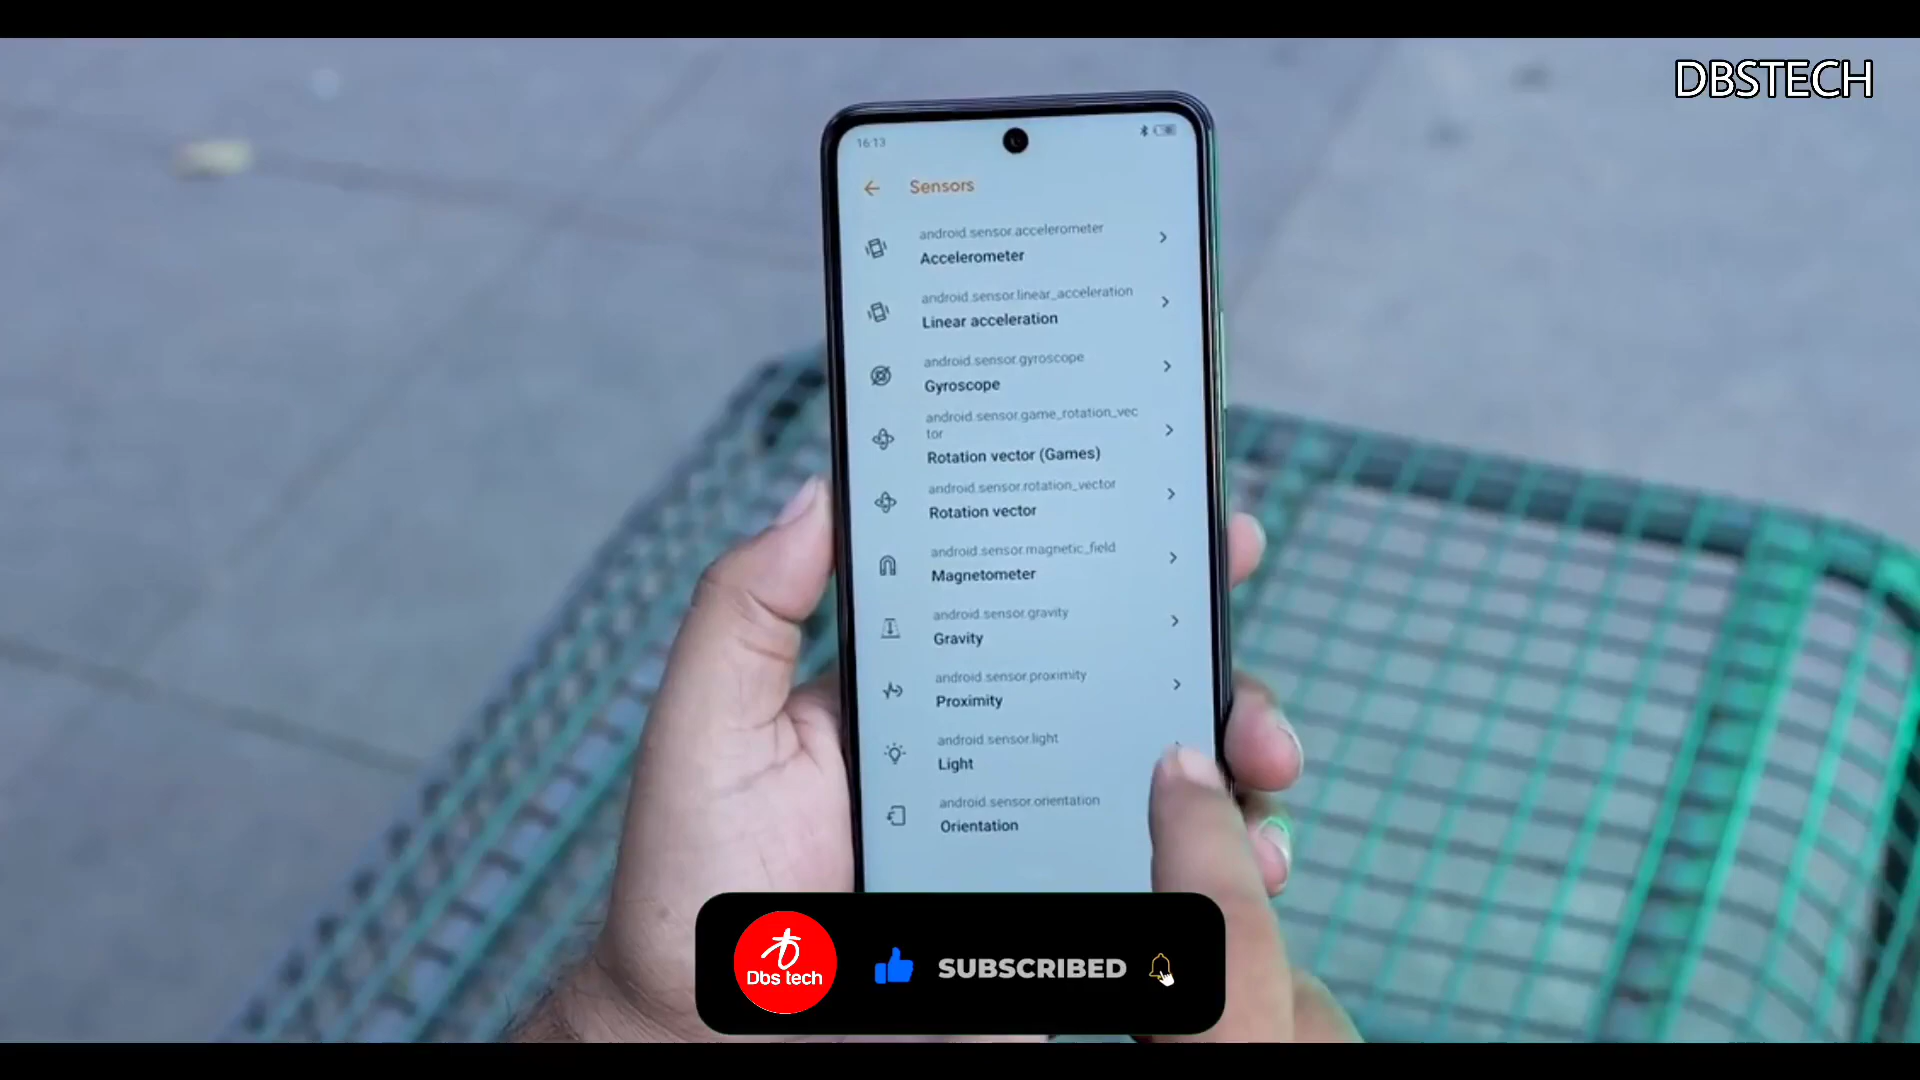 DBSTECH
16:13
Sensors
android.sensor.accelerometer
Accelerometer
android.sensor.linear_acceleration
Linear acceleration
android.sensor.gyroscope
Gyroscope
android.sensor.game_rotation_vec
tor
Rotation vector (Games)
android.sensor.rotation_vector
Rotation vector
android.sensor.magnetic_field
Magnetometer
android.sensor.gravity
Gravity
android.sensor.proximity
Proximity
android.sensor.light
Light
android.sensor.orientation
Orientation
Dbs tech
SUBSCRIBED